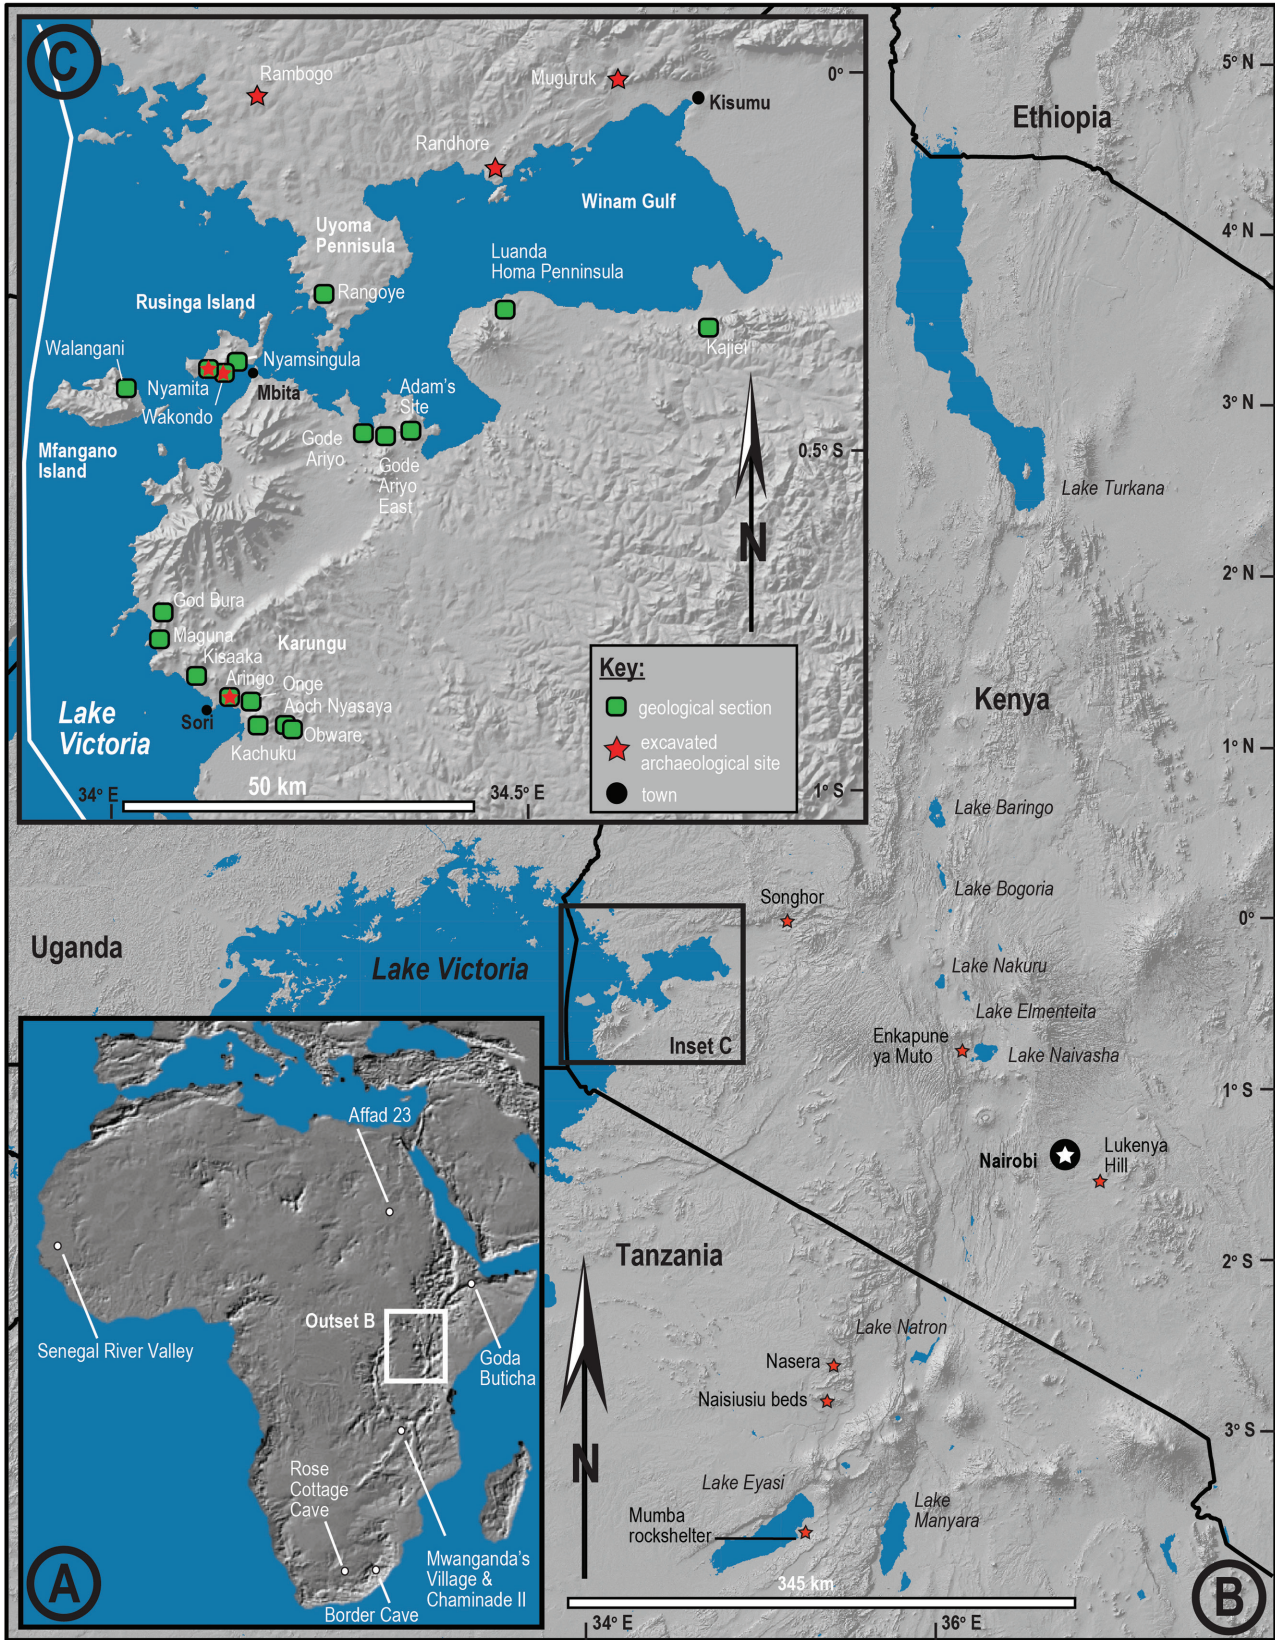 C
Rambogo
Muguruk
0°
Kisumu
Randhore
Winam Gulf
Uyoma
Pennisula
Luanda
Homa Penninsula
Rangoye
Rusinga Island
Walangani
Nyamsingula
Kajiei
Nyamita
Mbita
Adam's
Site
Wakondo
Mfangano
Island
Gode
Ariyo
0.5° S
Gode
Ariyo
East
N
God Bura
Maguna
Karungu
Kisaaka
Aringo
Onge
Aoch Nyasaya
Sori
Obware
Kachuku
Lake
Victoria
Key:
geological section
excavated
archaeological site
town
50 km
34° E
34.5° E
1° S
5° N
Ethiopia
4° N
3° N
Lake Turkana
2° N
Kenya
1° N
Lake Baringo
Lake Bogoria
Songhor
0°
Uganda
Lake Victoria
Lake Nakuru
Lake Elmenteita
Inset C
Enkapune
ya Muto
Lake Naivasha
1° S
Nairobi
Lukenya
Hill
Tanzania
2° S
Lake Natron
Nasera
Naisiusiu beds
3° S
N
Lake Eyasi
Lake
Manyara
Mumba
rockshelter
345 km
34° E
36° E
B
Affad 23
Outset B
Senegal River Valley
Goda
Buticha
Rose
Cottage
Cave
Mwanganda's
Village &
Chaminade II
Border Cave
A